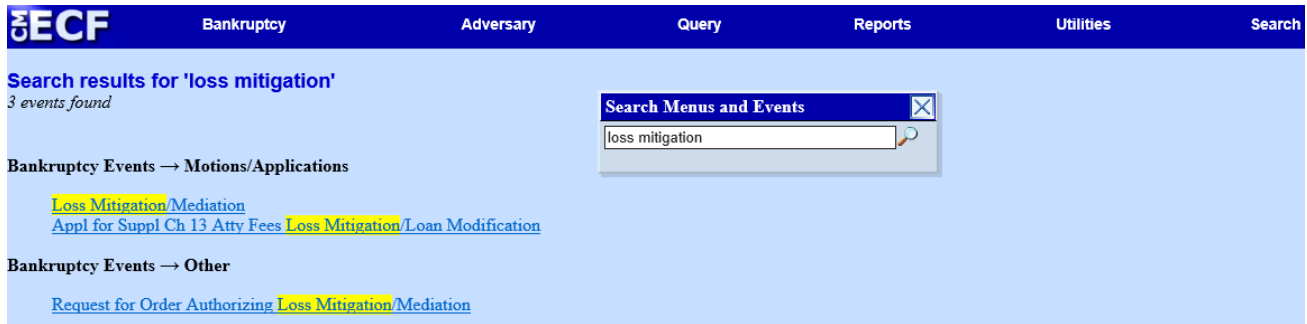 CM ECF Bankruptcy Adversary Query Reports Utilities Search
Search results for 'loss mitigation'
3 events found
Search Menus and Events
loss mitigation
Bankruptcy Events → Motions/Applications
Loss Mitigation/Mediation
Appl for Suppl Ch 13 Atty Fees Loss Mitigation/Loan Modification
Bankruptcy Events → Other
Request for Order Authorizing Loss Mitigation/Mediation